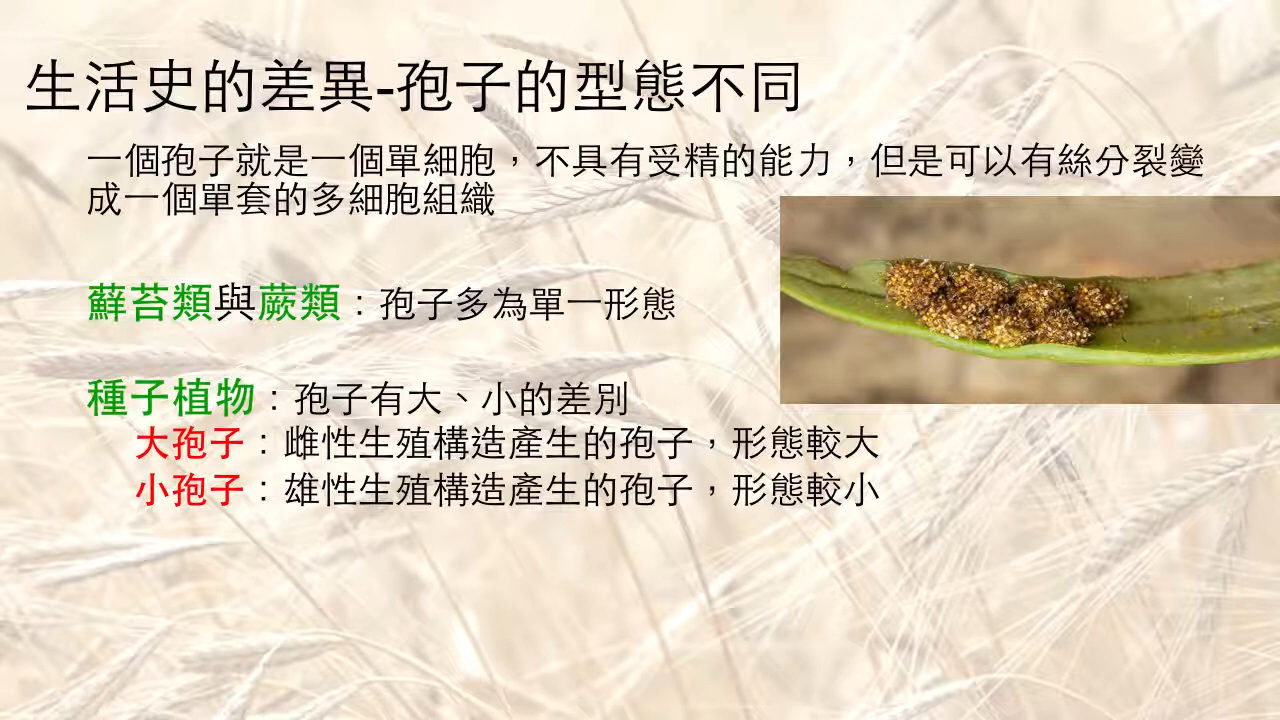 生活史的差異-孢子的型態不同
一個孢子就是一個單細胞，不具有受精的能力，但是可以有絲分裂變
成一個單套的多細胞組織
蘚苔類與蕨類：孢子多為單一形態
種子植物：孢子有大、小的差別
大孢子：雌性生殖構造產生的孢子，形態較大
小孢子：雄性生殖構造產生的孢子，形態較小